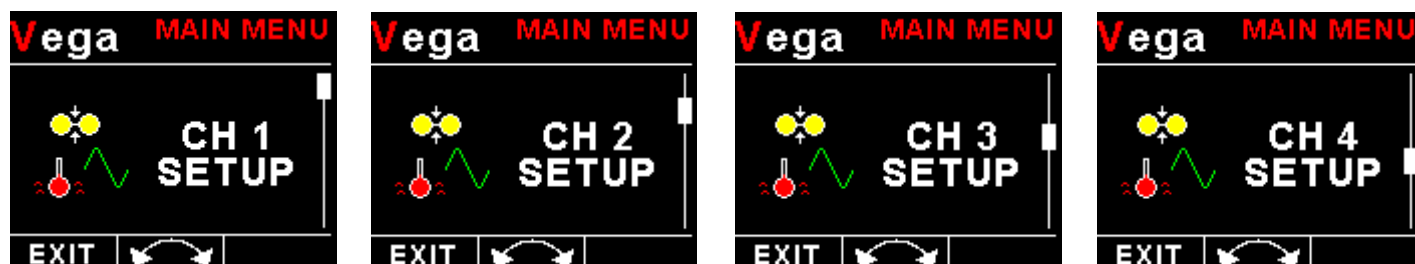 Vega MAIN MENU
CH 1
SETUP
EXIT
Vega MAIN MENU
CH 2
SETUP
EXIT
Vega MAIN MENU
CH 3
SETUP
EXIT
Vega MAIN MENU
CH 4
SETUP
EXIT